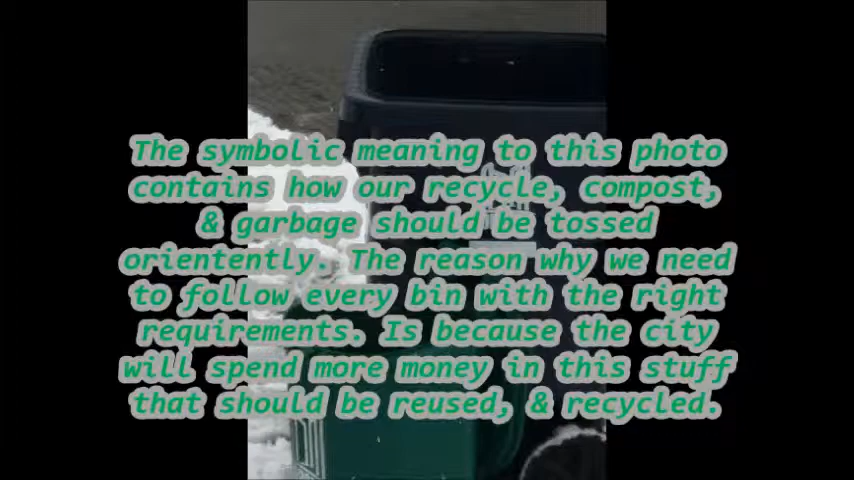 The symbolic meaning to this photo
contains how our recycle, compost,
& garbage should be tossed
orientently. The reason why we need
to follow every bin with the right
requirements. Is because the city
will spend more money in this stuff
that should be reused, & recycled.